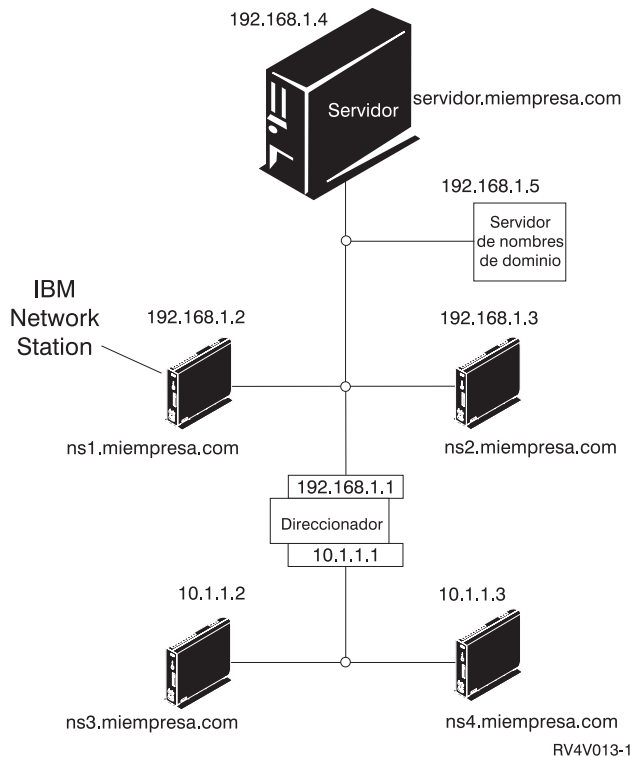 192.168.1.4
Servidor
servidor.miempresa.com
192.168.1.5
Servidor
de nombres
de dominio
IBM
Network
Station
192.168.1.2
192.168.1.3
ns1.miempresa.com
ns2.miempresa.com
192.168.1.1
Direccionador
10.1.1.1
10.1.1.2
10.1.1.3
ns3.miempresa.com
ns4.miempresa.com
RV4V013-1